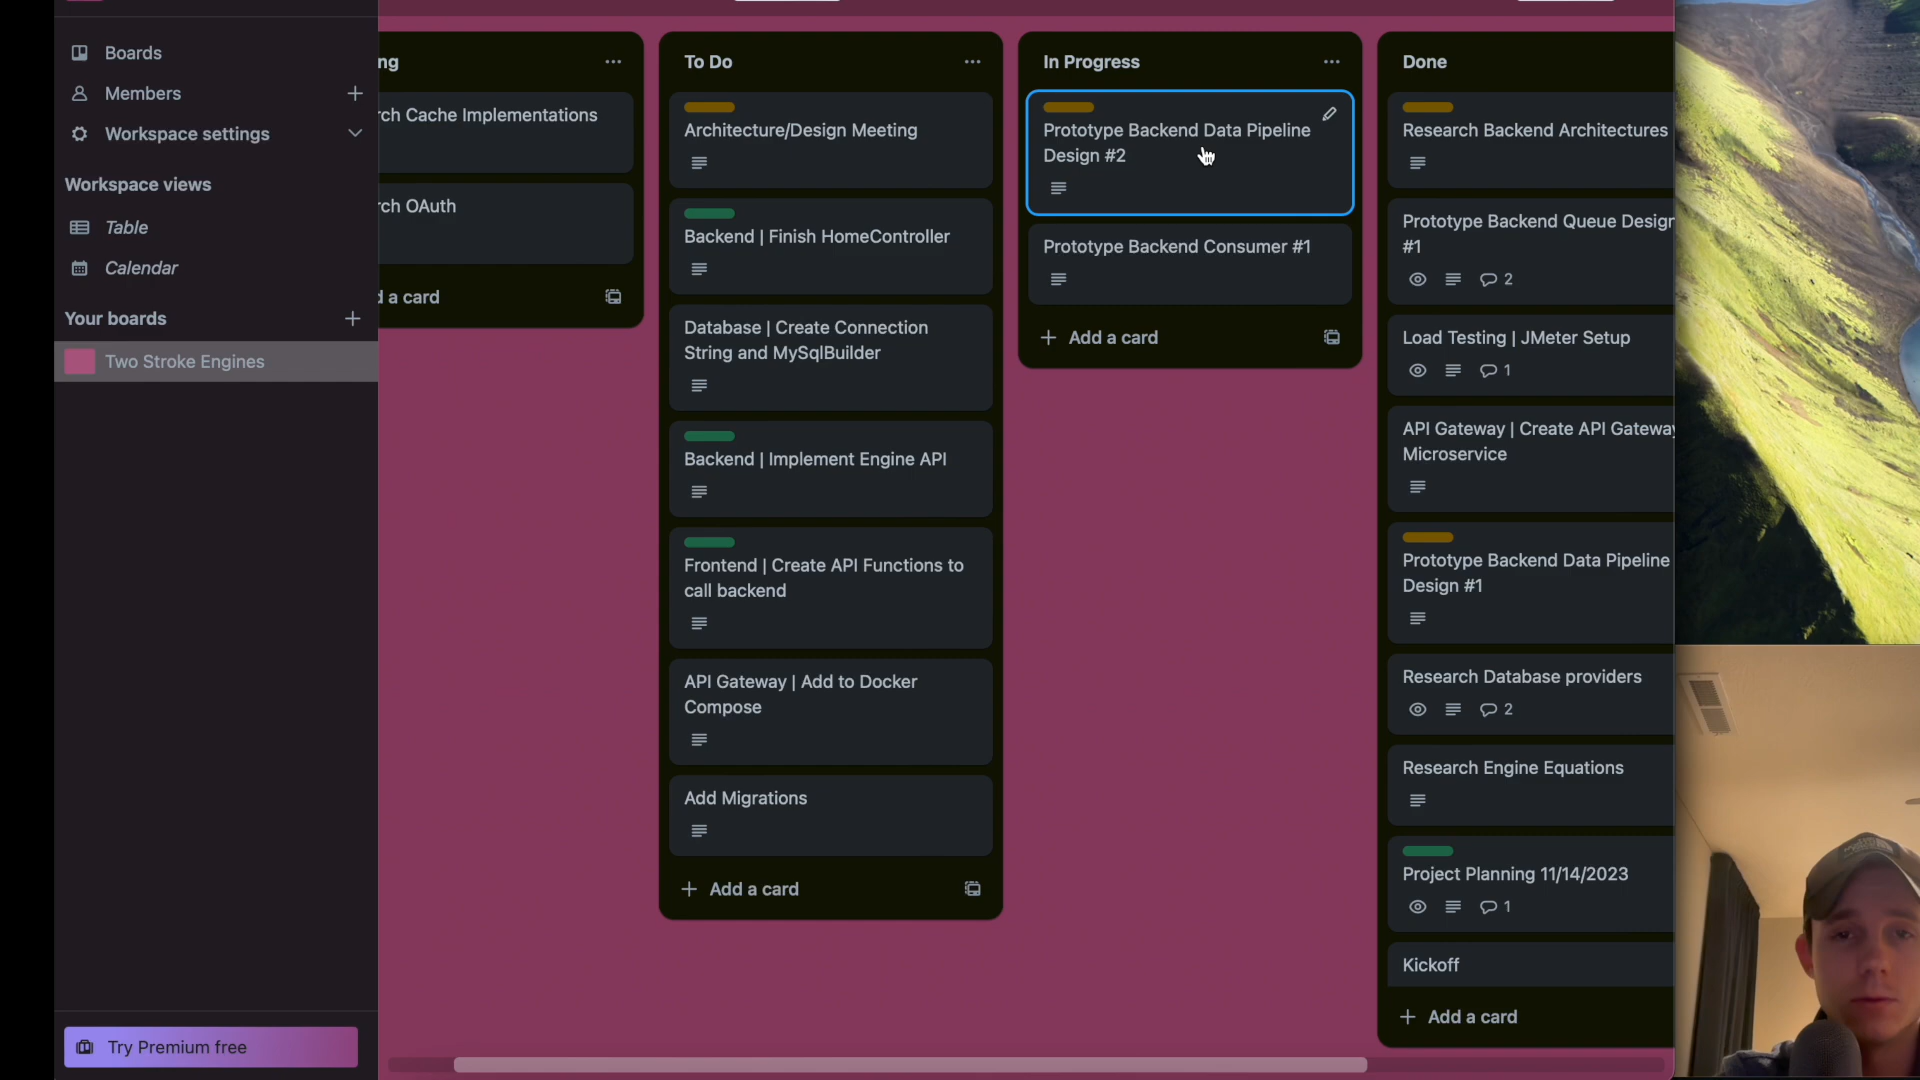 Boards
Members
Workspace settings
Workspace views
Table
Calendar
Your boards
Two Stroke Engines
Try Premium free
ng
rch Cache Implementations
rch OAuth
d a card
To Do
Architecture/Design Meeting
Backend | Finish HomeController
Database | Create Connection
String and MySqlBuilder
Backend | Implement Engine API
Frontend | Create API Functions to
call backend
API Gateway | Add to Docker
Compose
Add Migrations
Add a card
In Progress
Prototype Backend Data Pipeline
Design #2
Prototype Backend Consumer #1
Add a card
Done
Research Backend Architectures
Prototype Backend Queue Design
#1
2
Load Testing | JMeter Setup
1
API Gateway | Create API Gateway
Microservice
Prototype Backend Data Pipeline
Design #1
Research Database providers
2
Research Engine Equations
Project Planning 11/14/2023
1
Kickoff
Add a card